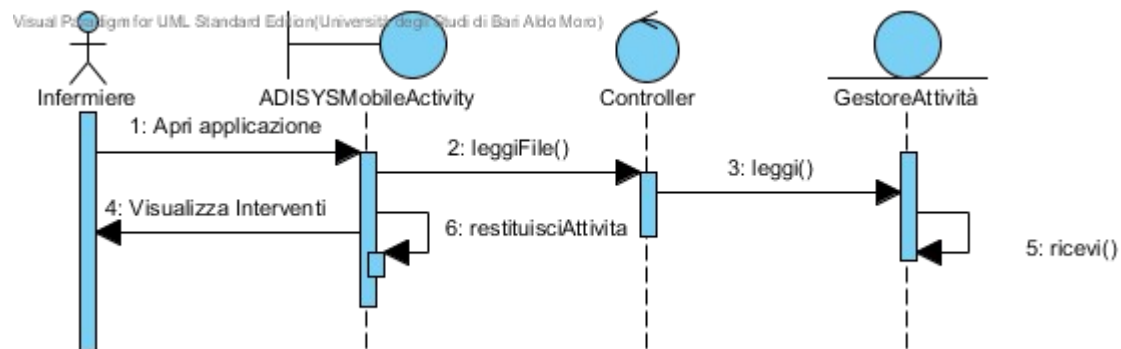 Visual Paradigm for UML Standard Edition(Università degli Studi di Bari Aldo Moro)
Infermiere
ADISYSMobileActivity
Controller
GestoreAttività
1: Apri applicazione
2: leggiFile()
3: leggi()
4: Visualizza Interventi
6: restituisciAttivita
5: ricevi()